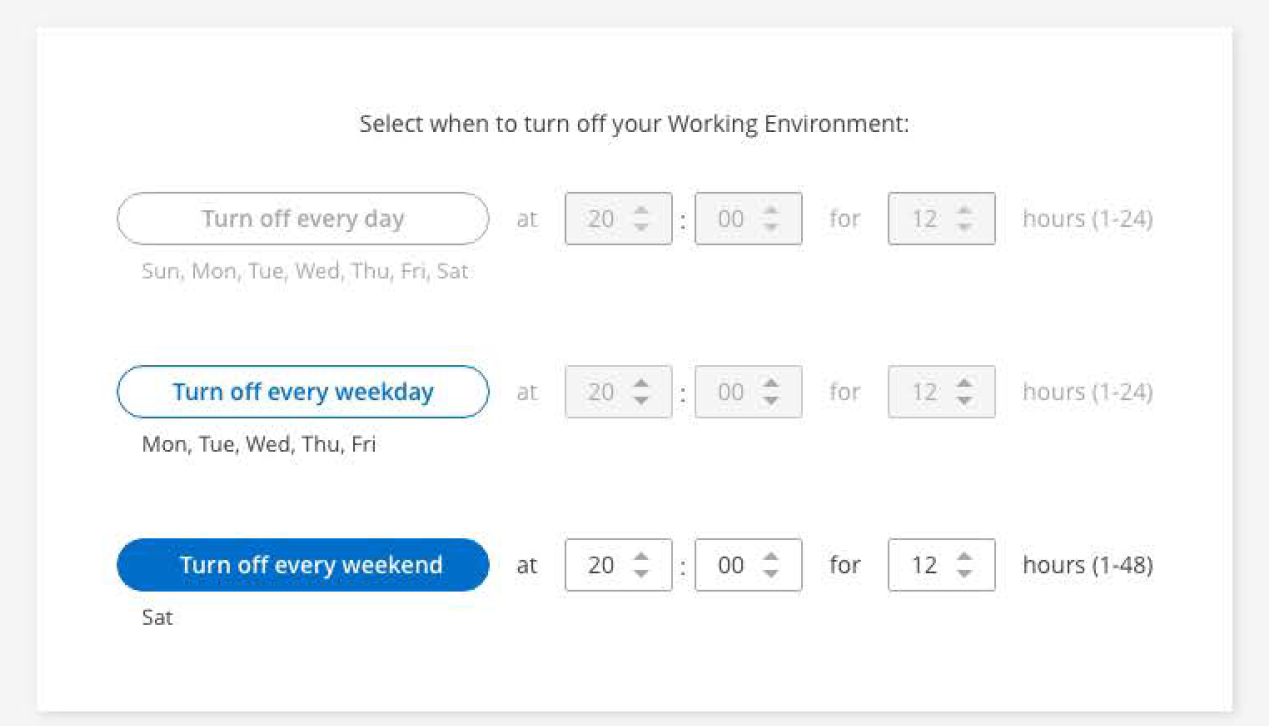 Select when to turn off your Working Environment:
Turn off every day at 20 : 00 for 12 hours (1-24)
Sun, Mon, Tue, Wed, Thu, Fri, Sat
Turn off every weekday at 20 : 00 for 12 hours (1-24)
Mon, Tue, Wed, Thu, Fri
Turn off every weekend at 20 : 00 for 12 hours (1-48)
Sat